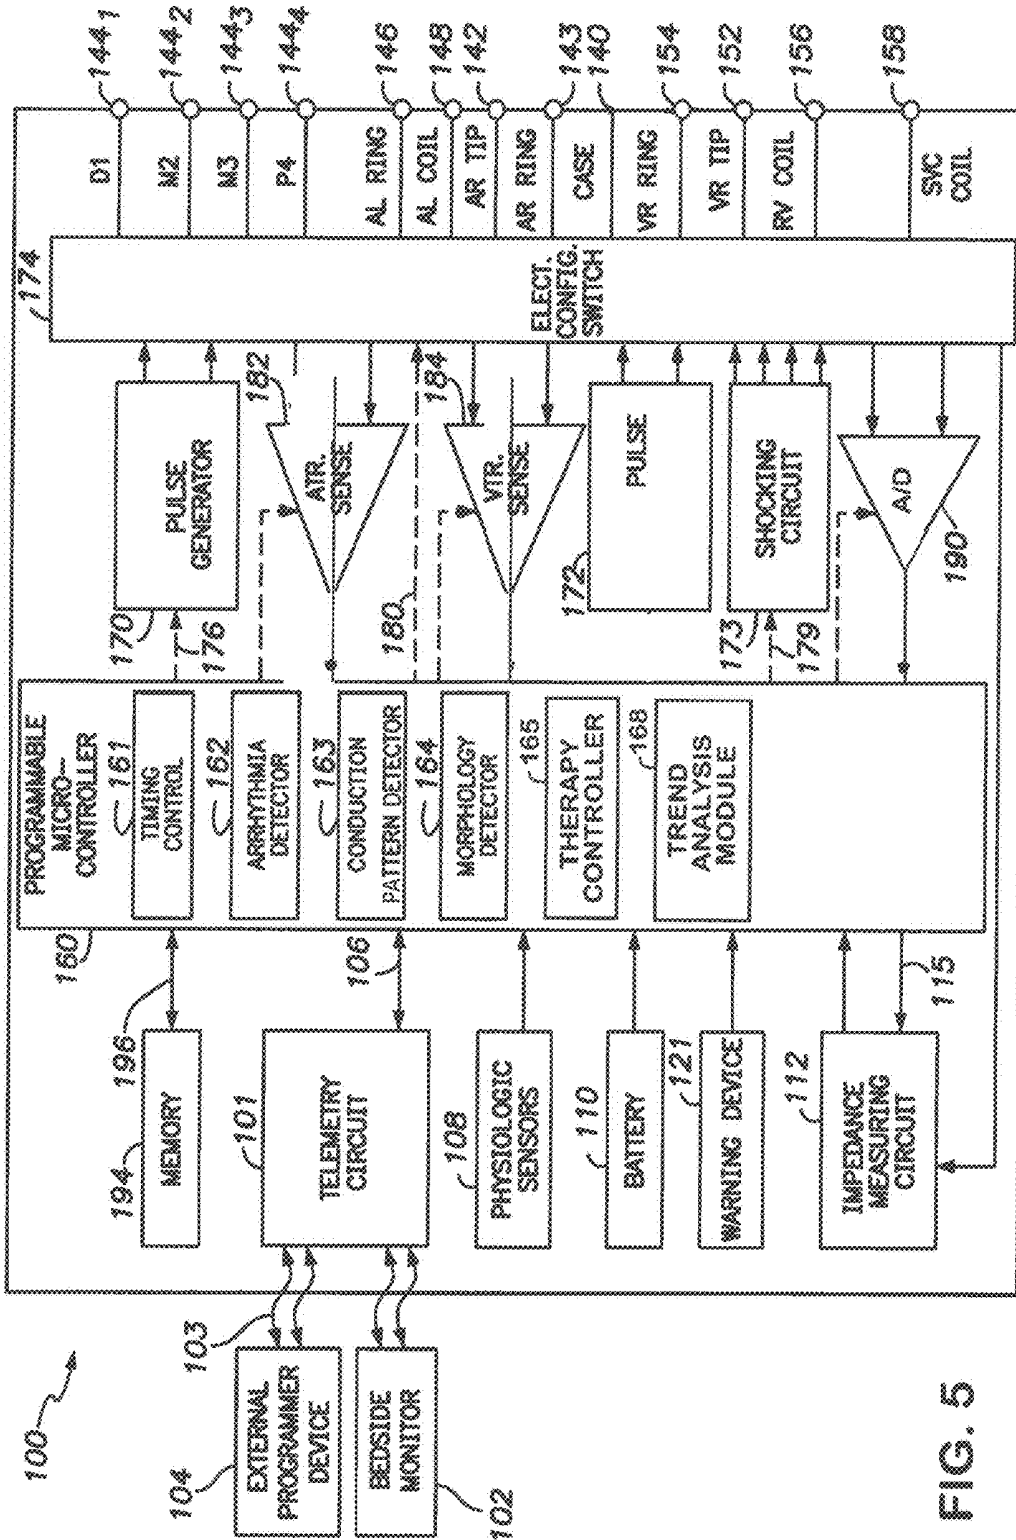 100
104
EXTERNAL
PROGRAMMER
DEVICE
103
BEDSIDE
MONITOR
102
194
MEMORY
196
101
TELEMETRY
CIRCUIT
106
108
PHYSIOLOGIC
SENSORS
110
BATTERY
121
WARNING DEVICE
112
IMPEDANCE
MEASURING
CIRCUIT
115
160
PROGRAMABLE
MICRO-
CONTROLLER
161
TIMING
CONTROL
162
ARRHYTHMIA
DETECTOR
163
CONDUCTION
PATTERN DETECTOR
164
MORPHOLOGY
DETECTOR
165
THERAPY
CONTROLLER
168
TREND
ANALYSIS
MODULE
170
176
PULSE
GENERATOR
182
ATR.
SENSE
180
184
VTR.
SENSE
172
PULSE
173
179
SHOCKING
CIRCUIT
A/D
190
174
ELECT.
CONFIG.
SWITCH
D1
144₁
M2
144₂
M3
144₃
P4
144₄
AL RING
146
AL COIL
148
AR TIP
142
AR RING
143
CASE
140
VR RING
154
VR TIP
152
RV COIL
156
SVC
COIL
158
FIG. 5